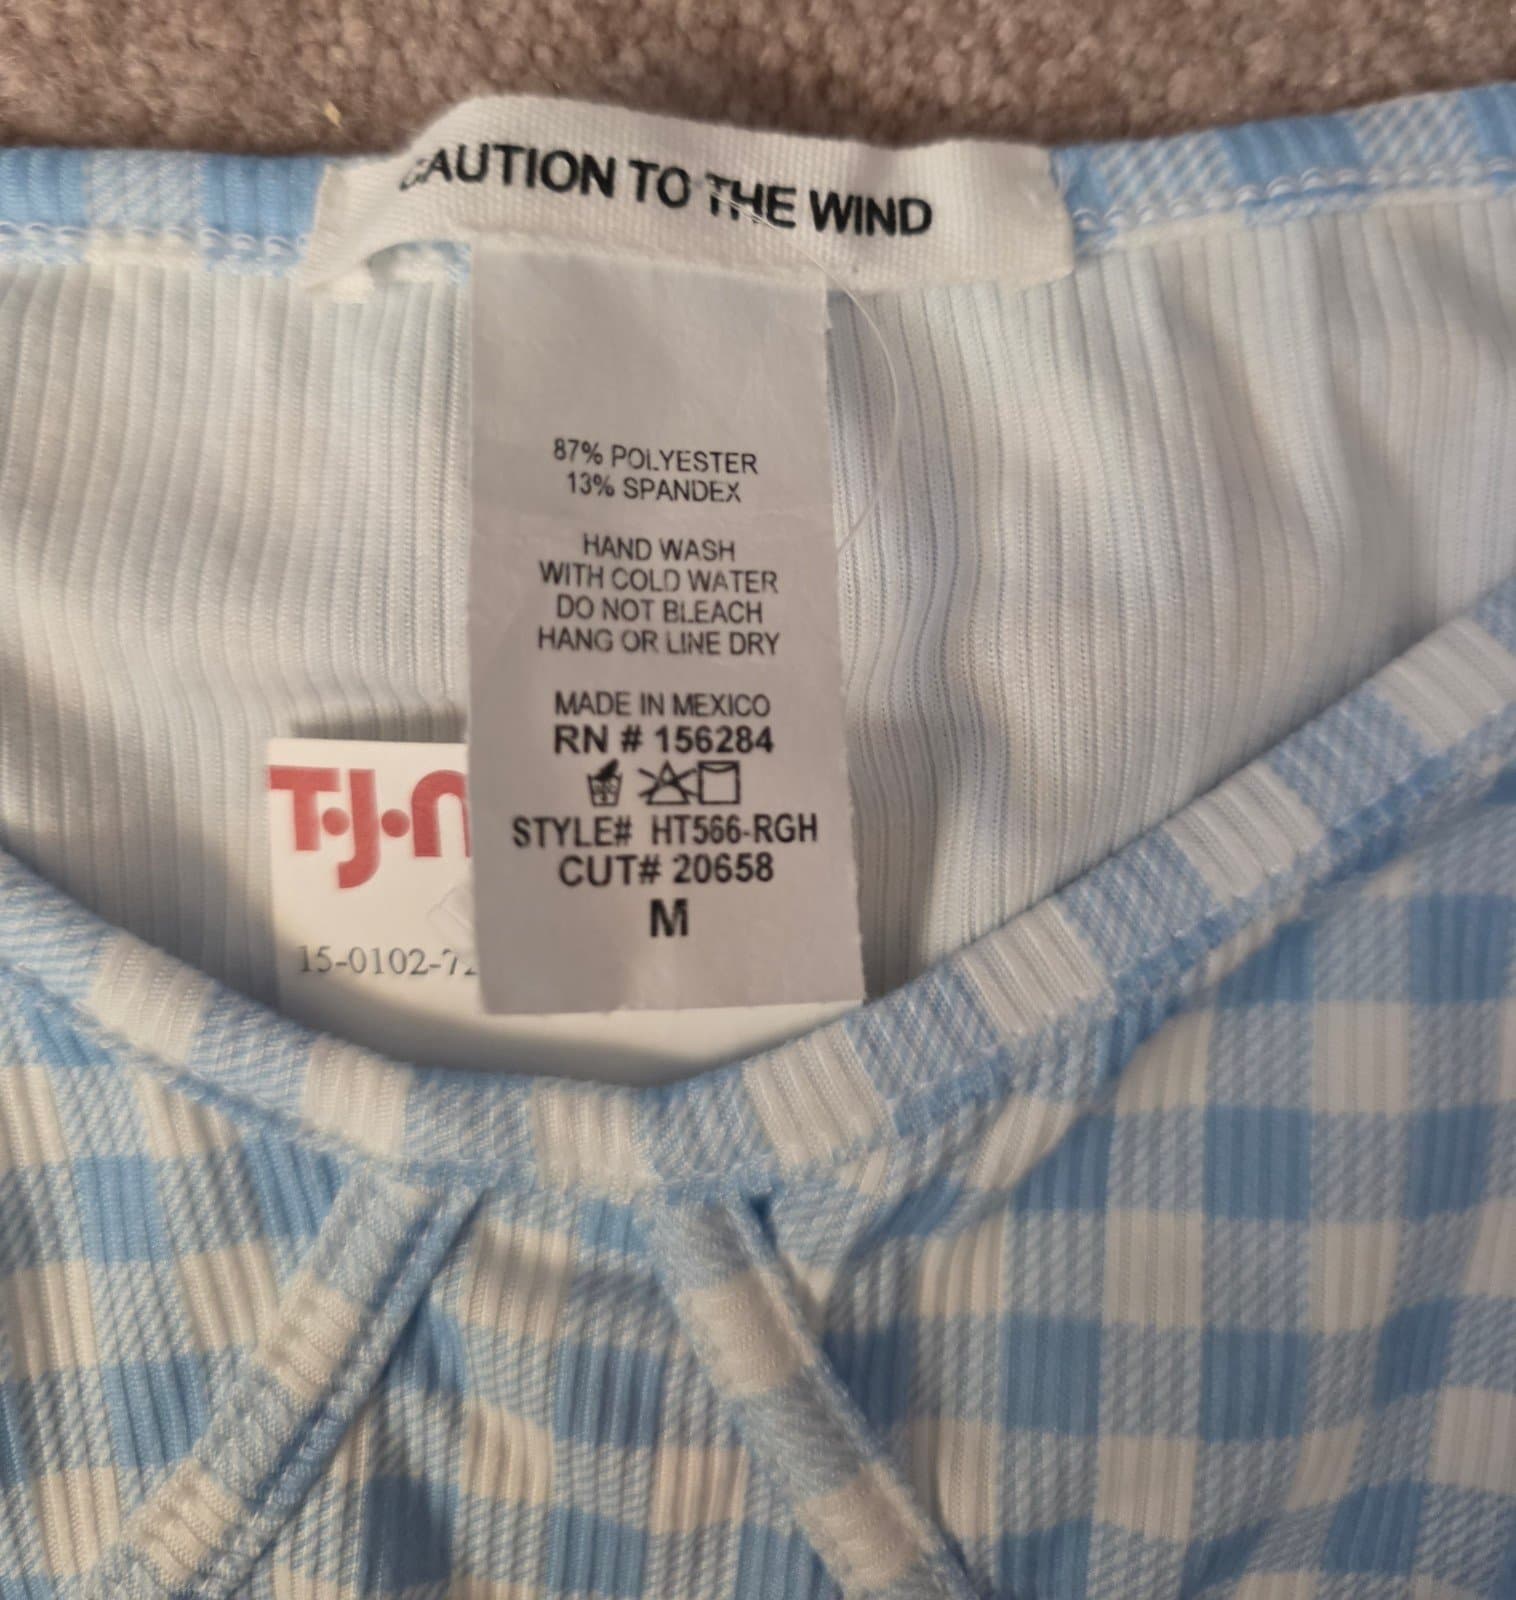 CAUTION TO THE WIND
87% POLYESTER
13% SPANDEX
HAND WASH
WITH COLD WATER
DO NOT BLEACH
HANG OR LINE DRY
MADE IN MEXICO
RN # 156284
STYLE# HT566-RGH
CUT# 20658
M
T·J·m
15-0102-72